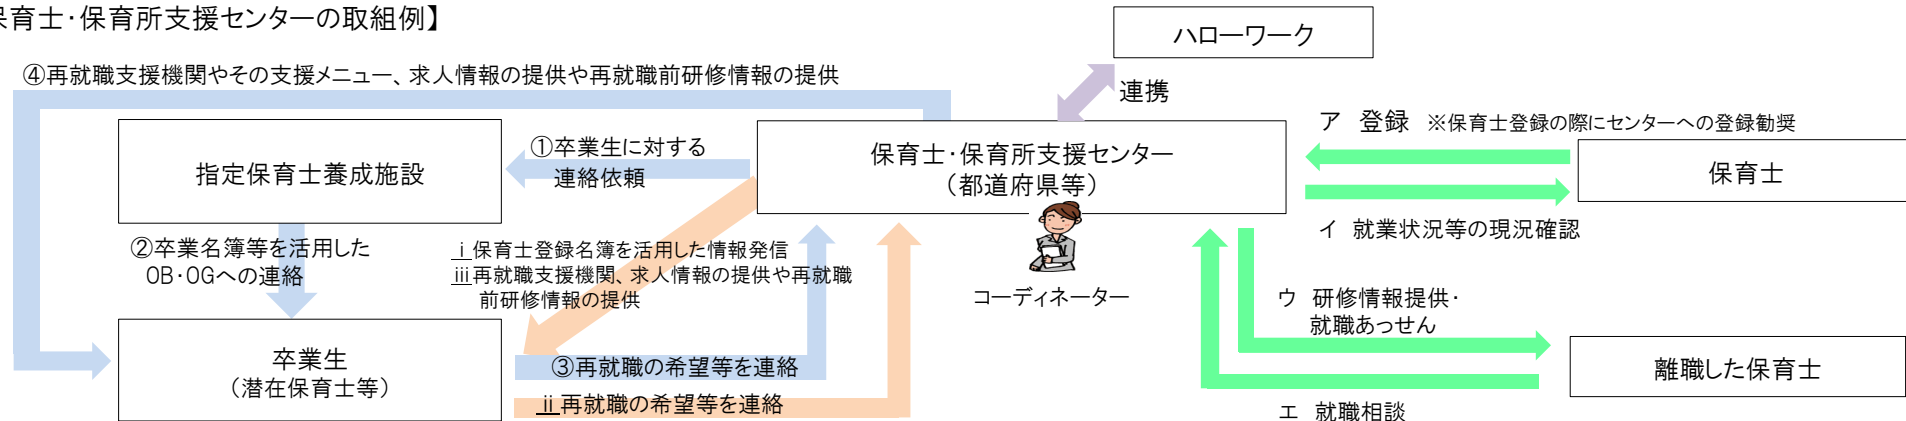 保育士・保育所支援センターの取組例】
ハローワーク
④再就職支援機関やその支援メニュー、求人情報の提供や再就職前研修情報の提供
連携
ア 登録 ※保育士登録の際にセンターへの登録勧奨
指定保育士養成施設
①卒業生に対する
連絡依頼
保育士・保育所支援センター
（都道府県等）
保育士
イ 就業状況等の現況確認
②卒業名簿等を活用した
OB・OGへの連絡
ⅰ保育士登録名簿を活用した情報発信
ⅲ再就職支援機関、求人情報の提供や再就職
前研修情報の提供
コーディネーター
ウ 研修情報提供・
就職あっせん
卒業生
（潜在保育士等）
③再就職の希望等を連絡
ⅱ再就職の希望等を連絡
離職した保育士
エ 就職相談